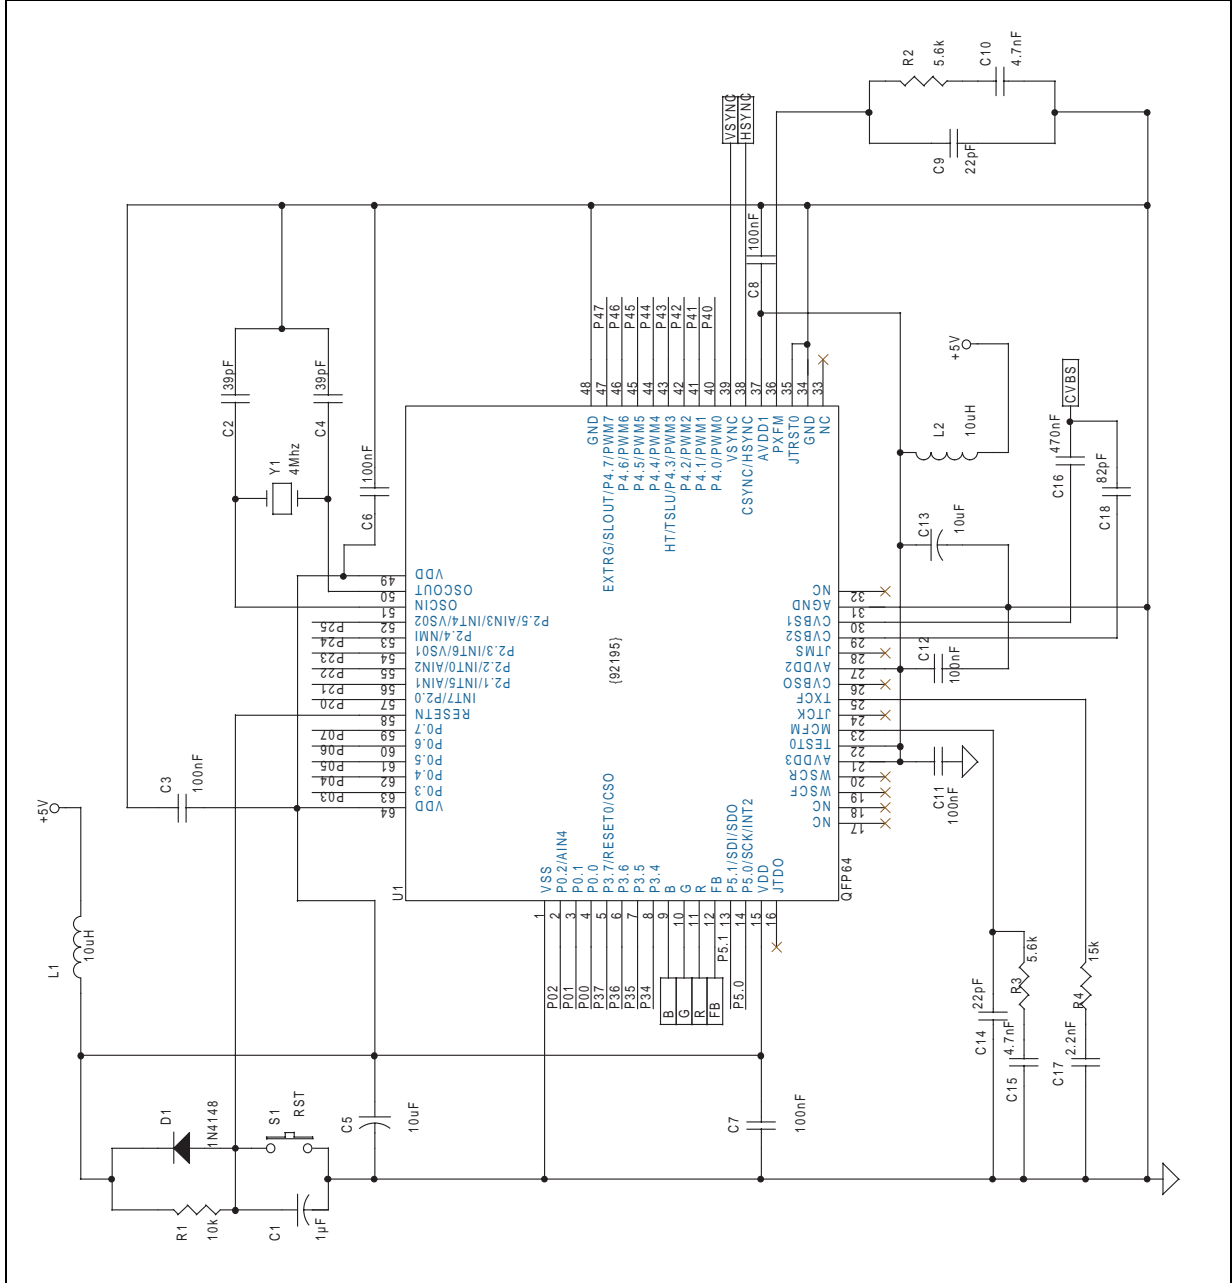 R2
5.6k
C10
4.7nF
C9
22pF
VSYNC
HSYNC
C2
39pF
C4
39pF
Y1
4Mhz
C6
100nF
C8
100nF
P47
P46
P45
P44
P43
P42
P41
P40
48
47
46
45
44
43
42
41
40
39
38
37
36
35
34
33
GND
EXTRG/SLOUT/P4.7/PWM7
P4.6/PWM6
P4.5/PWM5
P4.4/PWM4
HT/TSLU/P4.3/PWM3
P4.2/PWM2
P4.1/PWM1
P4.0/PWM0
VSYNC
CSYNC/HSYNC
AVDD1
PXFM
JTRST0
GND
NC
+5V
L2
10uH
CVBS
C16
470nF
C18
82pF
C13
10uF
C12
100nF
C11
100nF
49
50
51
52
53
54
55
56
57
58
59
60
61
62
63
64
VDD
OSCOUT
OSCIN
P2.5/AIN3/INT4/VS02
P2.4/NMI
P2.3/INT6/VS01
P2.2/INT0/AIN2
P2.1/INT5/AIN1
INT7/P2.0
RESETN
P0.7
P0.6
P0.5
P0.4
P0.3
VDD
P25
P24
P23
P22
P21
P20
P07
P06
P05
P04
P03
{92195}
NC
AGND
CVBS1
CVBS2
JTMS
AVDD2
CVBSO
TXCF
JTCK
MCFM
TEST0
AVDD3
WSCR
WSCF
NC
NC
32
31
30
29
28
27
26
25
24
23
22
21
20
19
18
17
C3
100nF
+5V
L1
10uH
U1
QFP64
VSS
P0.2/AIN4
P0.1
P0.0
P3.7/RESET0/CSO
P3.6
P3.5
P3.4
B
G
R
FB
P5.1/SDI/SDO
P5.0/SCK/INT2
VDD
JTDO
1
2
3
4
5
6
7
8
9
10
11
12
13
14
15
16
P02
P01
P00
P37
P36
P35
P34
B
G
R
FB
P5.1
P5.0
C14
22pF
R3
5.6k
C15
4.7nF
R4
15k
C17
2.2nF
D1
1N4148
S1
RST
C5
10uF
C7
100nF
R1
10k
C1
1µF